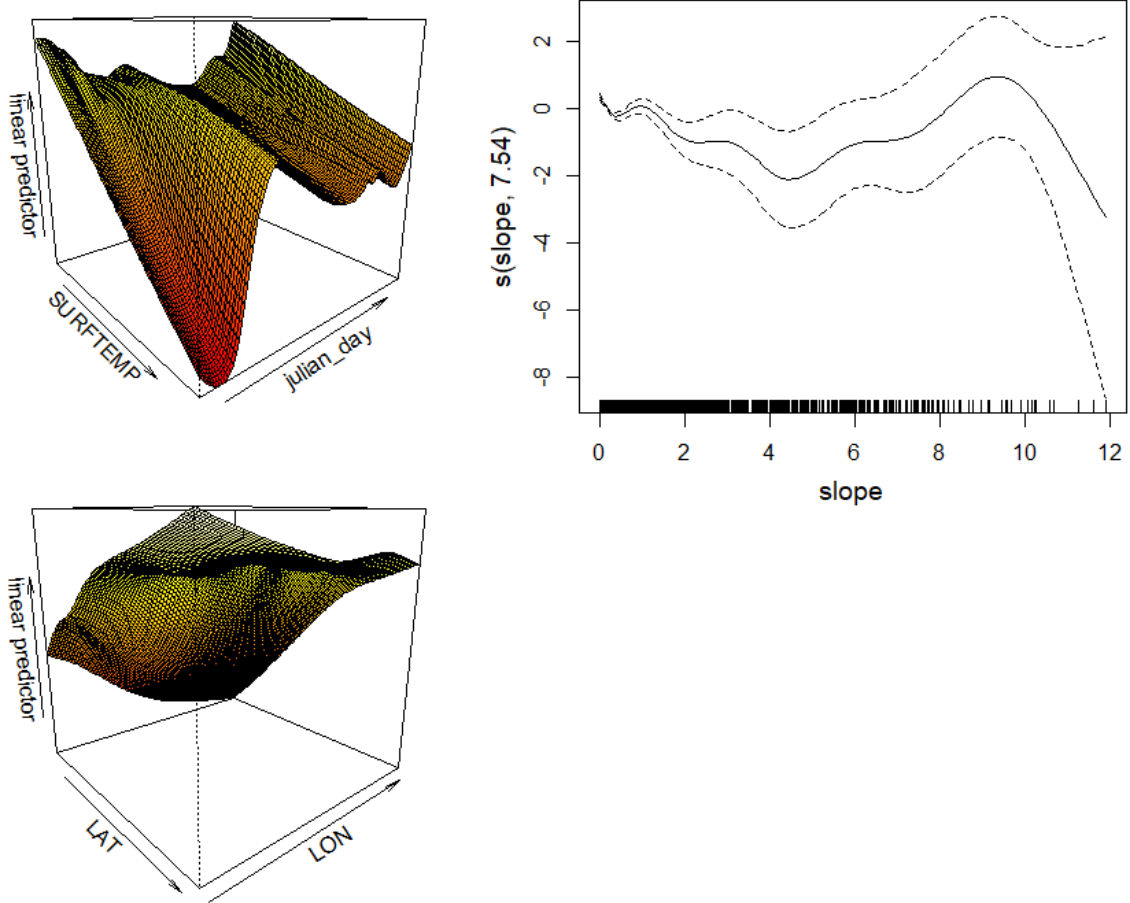 linear predictor
SURFTEMP
julian_day
s(slope, 7.54)
2
0
-2
-4
-6
-8
0 2 4 6 8 10 12
slope
linear predictor
LAT
LON